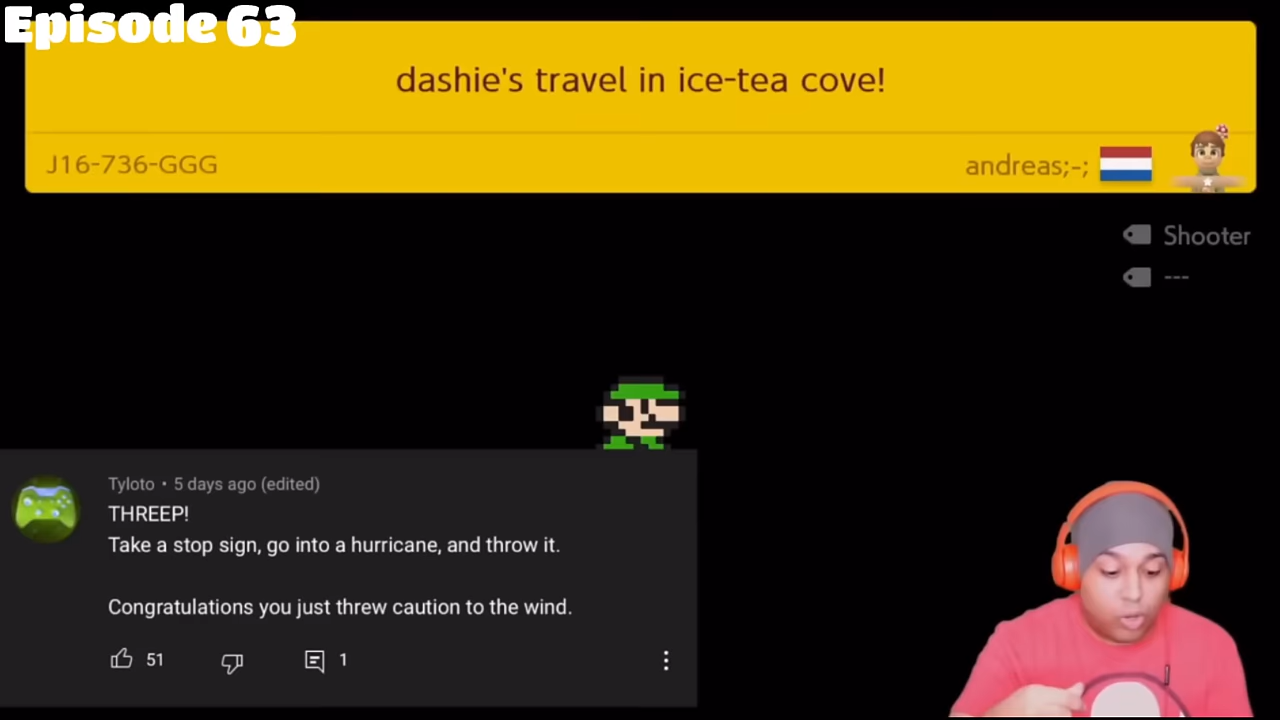 Episode 63
dashie's travel in ice-tea cove!
J16-736-GGG
andreas;-;
Shooter
---
Tyloto • 5 days ago (edited)
THREEP!
Take a stop sign, go into a hurricane, and throw it.
Congratulations you just threw caution to the wind.
51
1